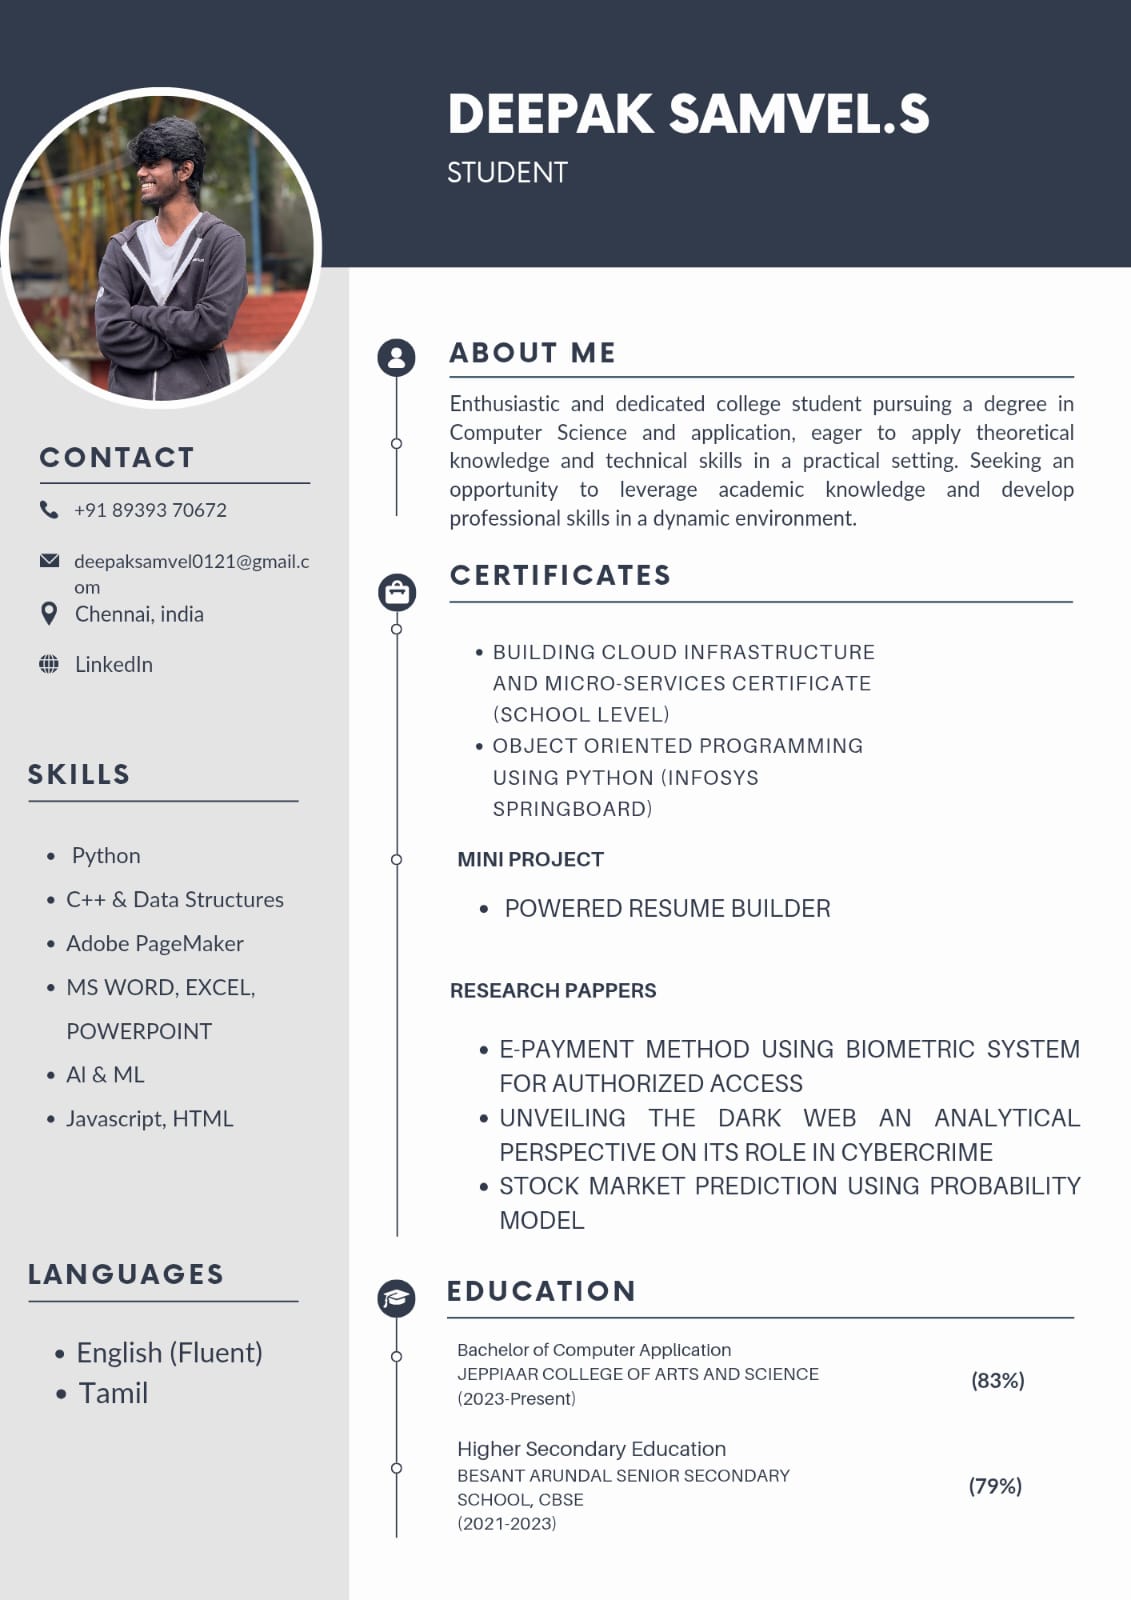 DEEPAK SAMVEL.S
STUDENT
CONTACT
+91 89393 70672
deepaksamvel0121@gmail.c
om
Chennai, india
LinkedIn
SKILLS
• Python
• C++ & Data Structures
• Adobe PageMaker
• MS WORD, EXCEL,
POWERPOINT
• AI & ML
• Javascript, HTML
LANGUAGES
• English (Fluent)
• Tamil
ABOUT ME
Enthusiastic and dedicated college student pursuing a degree in
Computer Science and application, eager to apply theoretical
knowledge and technical skills in a practical setting. Seeking an
opportunity to leverage academic knowledge and develop
professional skills in a dynamic environment.
CERTIFICATES
• BUILDING CLOUD INFRASTRUCTURE
AND MICRO-SERVICES CERTIFICATE
(SCHOOL LEVEL)
• OBJECT ORIENTED PROGRAMMING
USING PYTHON (INFOSYS
SPRINGBOARD)
MINI PROJECT
• POWERED RESUME BUILDER
RESEARCH PAPPERS
• E-PAYMENT METHOD USING BIOMETRIC SYSTEM
FOR AUTHORIZED ACCESS
• UNVEILING THE DARK WEB AN ANALYTICAL
PERSPECTIVE ON ITS ROLE IN CYBERCRIME
• STOCK MARKET PREDICTION USING PROBABILITY
MODEL
EDUCATION
Bachelor of Computer Application
JEPPIAAR COLLEGE OF ARTS AND SCIENCE
(2023-Present)
(83%)
Higher Secondary Education
BESANT ARUNDAL SENIOR SECONDARY
SCHOOL, CBSE
(2021-2023)
(79%)